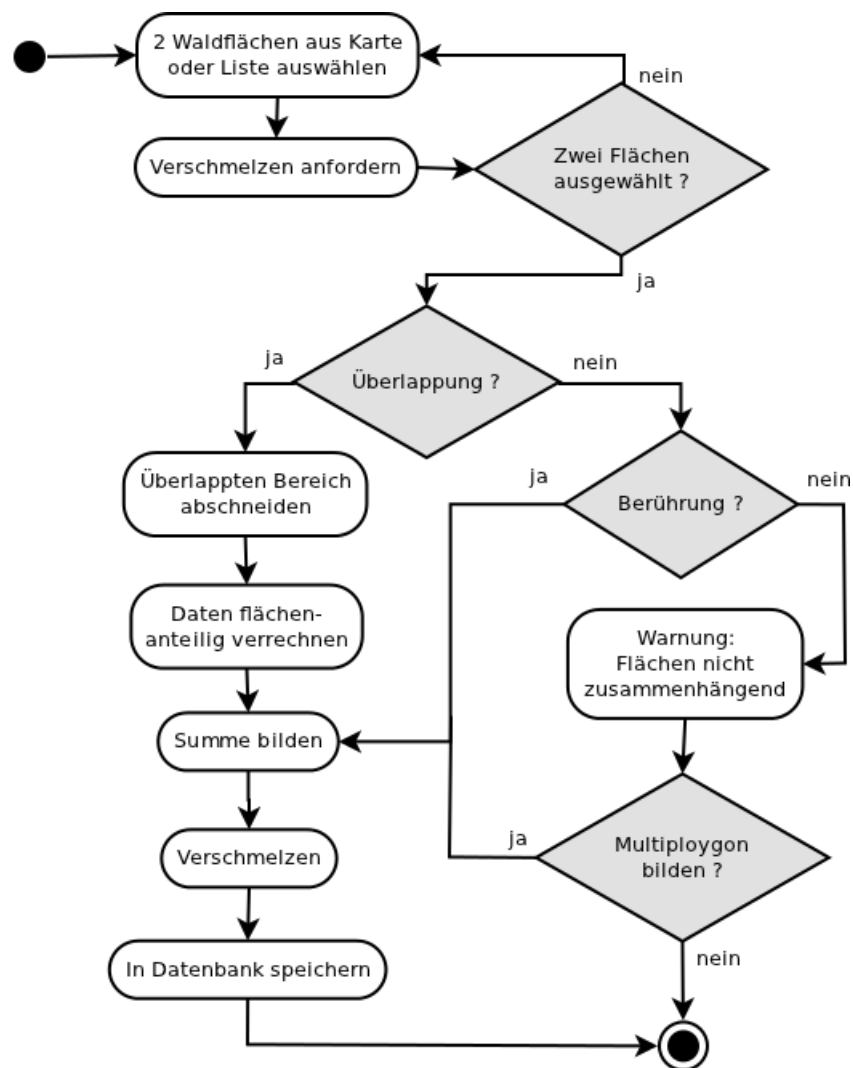 2 Waldflächen aus Karte
oder Liste auswählen
nein
Verschmelzen anfordern
Zwei Flächen
ausgewählt ?
ja
ja
Überlappung ?
nein
Überlappten Bereich
abschneiden
ja
Berührung ?
nein
Daten flächen-
anteilig verrechnen
Warnung:
Flächen nicht
zusammenhängend
Summe bilden
Verschmelzen
ja
Multiploygon
bilden ?
In Datenbank speichern
nein